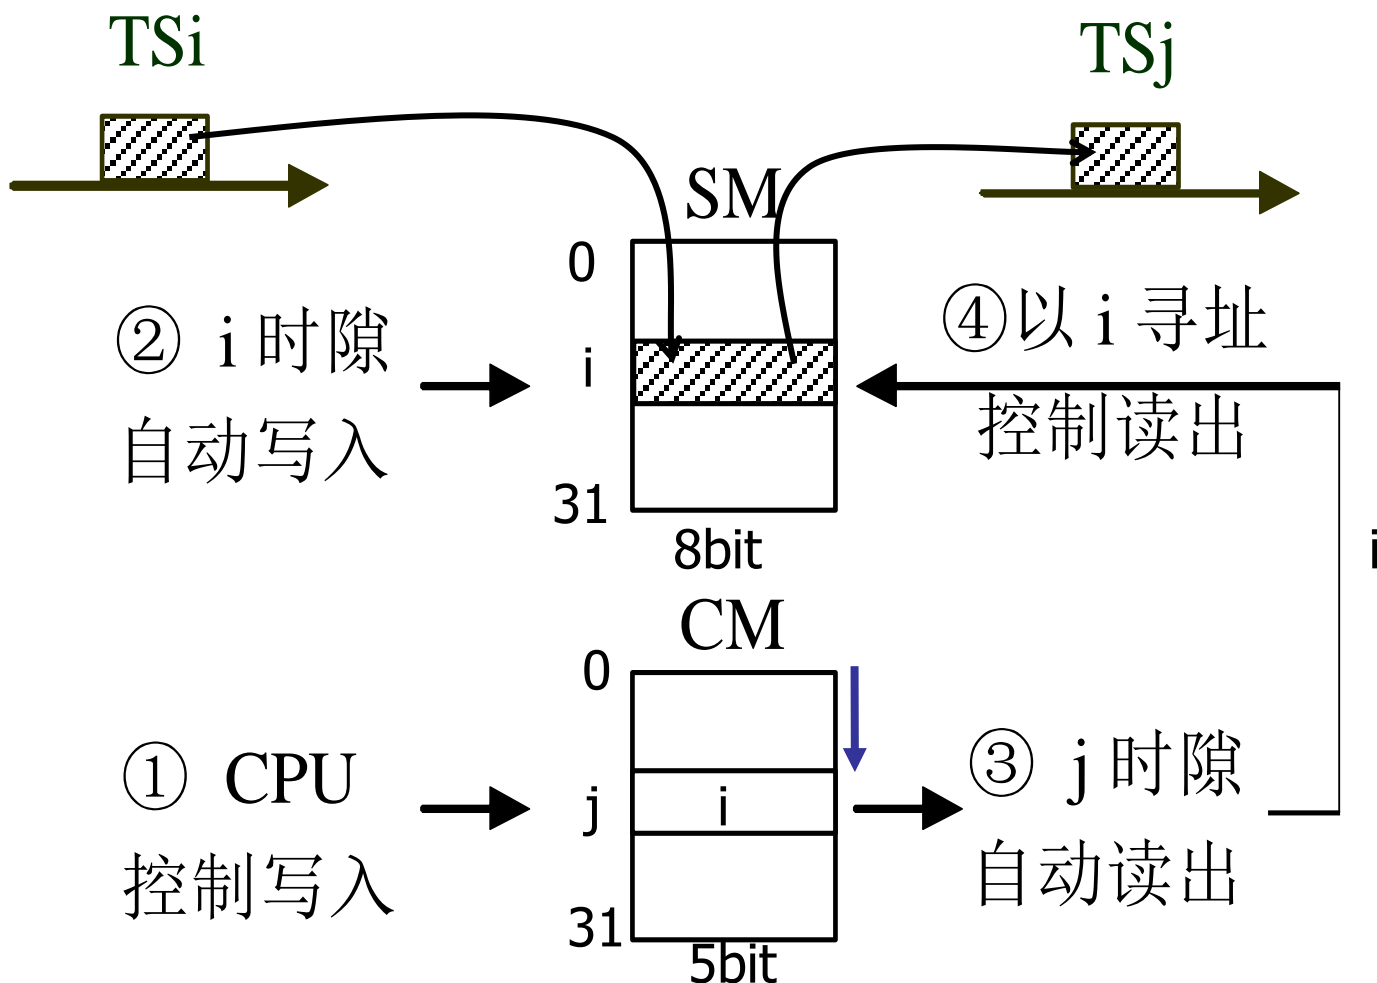 TSi
TSj
SM
0
② i时隙
自动写入
i
④以 i 寻址
控制读出
31
8bit
i
CM
0
① CPU
控制写入
j
i
③ j时隙
自动读出
31
5bit